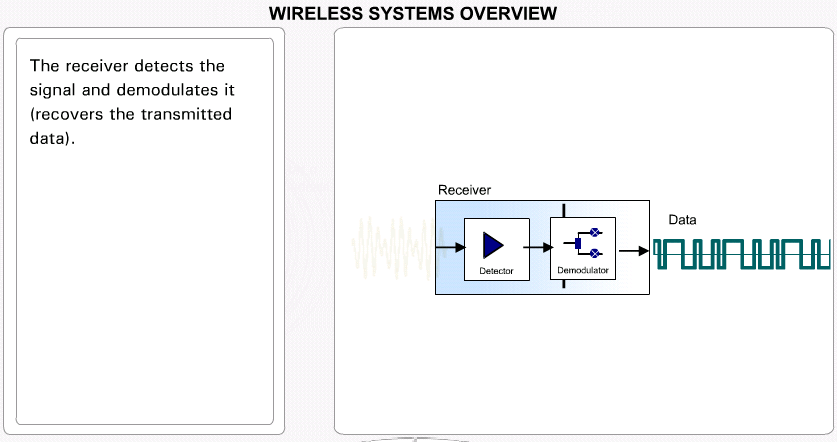 WIRELESS SYSTEMS OVERVIEW
The receiver detects the
signal and demodulates it
(recovers the transmitted
data).
Receiver
Data
Detector
Demodulator